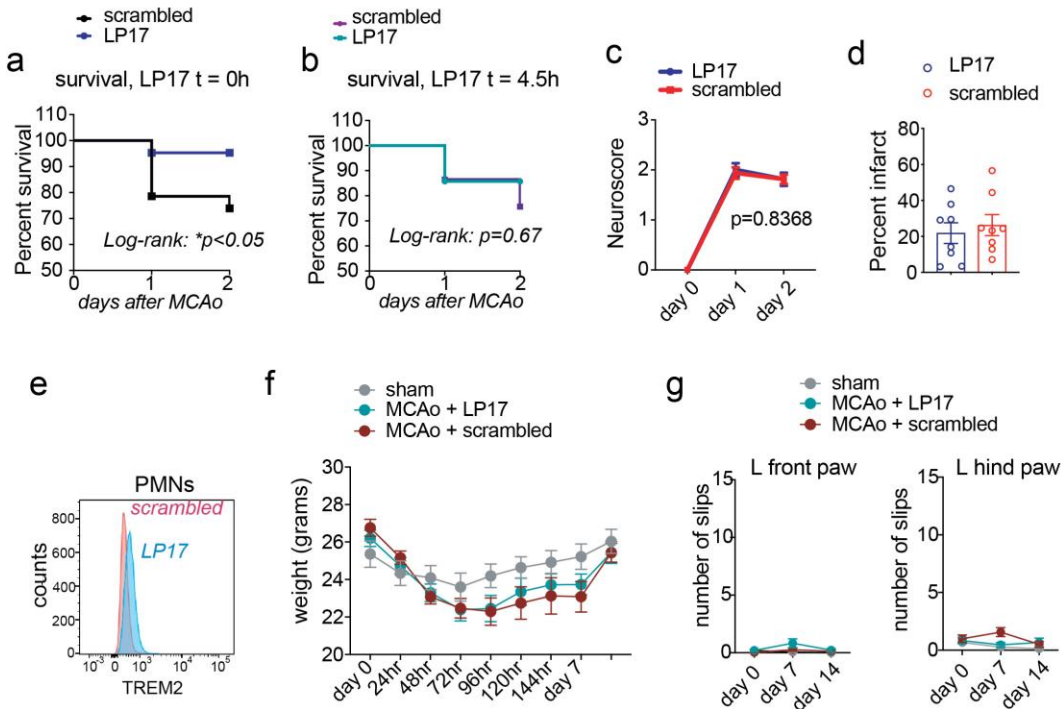 scrambled
LP17
scrambled
LP17
a
survival, LP17 t = 0h
Percent survival
100
90
80
70
60
50
0
1
2
Log-rank: *p<0.05
days after MCAo
b
survival, LP17 t = 4.5h
Percent survival
100
90
80
70
60
50
0
1
2
Log-rank: p=0.67
days after MCAo
c
LP17
scrambled
Neuroscore
3
2
1
0
p=0.8368
day 0
day 1
day 2
d
LP17
scrambled
Percent infarct
80
60
40
20
0
e
PMNs
scrambled
LP17
counts
800
600
400
200
0
-10³
0
10³
10⁴
10⁵
TREM2
f
sham
MCAo + LP17
MCAo + scrambled
weight (grams)
30
28
26
24
22
20
day 0
24hr
48hr
72hr
96hr
120hr
144hr
day 7
g
sham
MCAo + LP17
MCAo + scrambled
L front paw
number of slips
15
10
5
0
day 0
day 7
day 14
L hind paw
number of slips
15
10
5
0
day 0
day 7
day 14